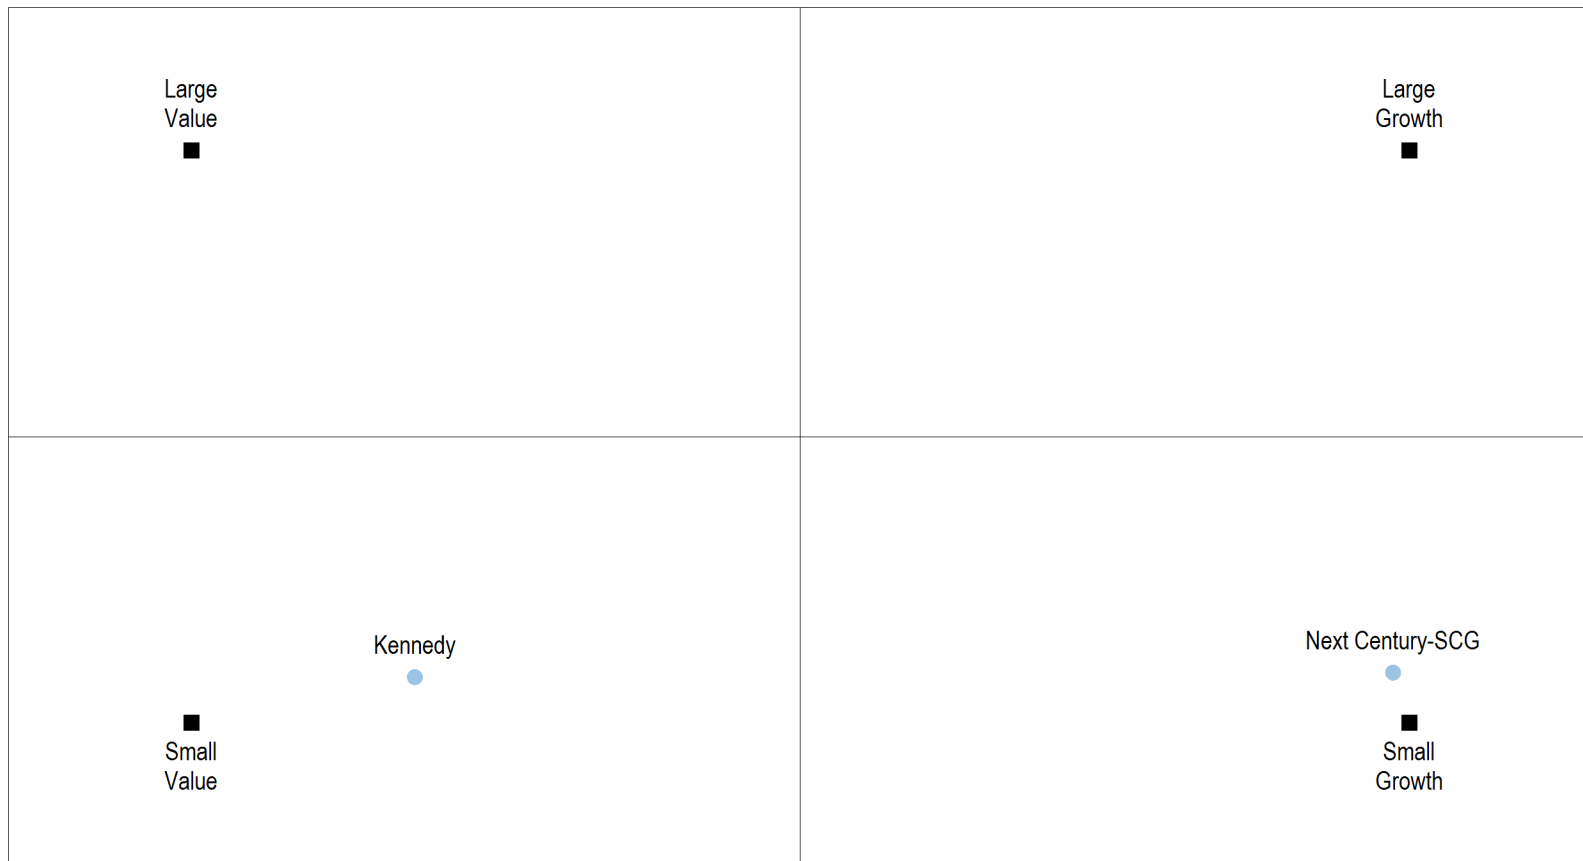 Large
Value
Large
Growth
Kennedy
Next Century-SCG
Small
Value
Small
Growth